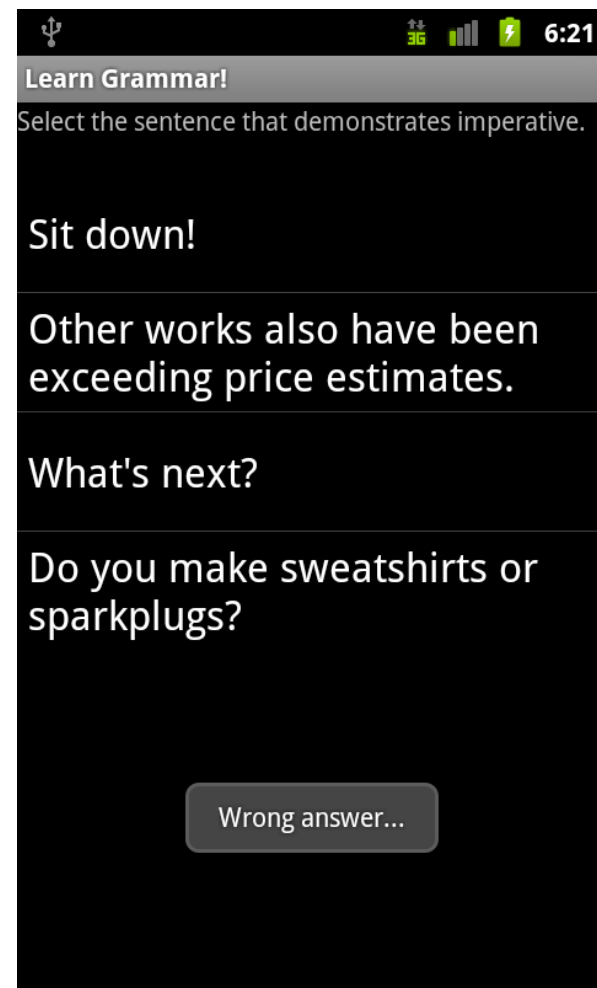 3G
6:21
Learn Grammar!
Select the sentence that demonstrates imperative.
Sit down!
Other works also have been
exceeding price estimates.
What's next?
Do you make sweatshirts or
sparkplugs?
Wrong answer...